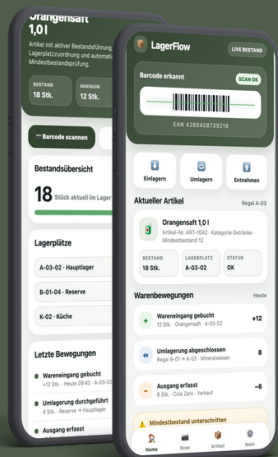 Orangensaft
1,0 l
Artikel mit aktiver Bestandsführung,
Lagerplatzzuordnung und automati
Mindestbestandsprüfung.
BESTAND
18 Stk.
MINIMUM
12 Stk.
Barcode scannen
Bestandsübersicht
18 Stück aktuell im Lager
Lagerplätze
A-03-02 · Hauptlager
B-01-04 · Reserve
K-02 · Küche
Letzte Bewegungen
Wareneingang gebucht
+12 Stk. · Heute 09:42 · A-03-0
Umlagerung durchgeführt
4 Stk. · Reserve → Hauptlager
Ausgang erfasst
LagerFlow
LIVE BESTAND
Barcode erkannt
SCAN OK
EAN 4260458739216
Einlagern
Umlagern
Entnehmen
Aktueller Artikel
Regal A-03
Orangensaft 1,0 l
Artikel-Nr. ART-1042 · Kategorie Getränke ·
Mindestbestand 12
BESTAND
18 Stk.
LAGERPLATZ
A-03-02
STATUS
OK
Warenbewegungen
Heute
Wareneingang gebucht
12 Stk. · Orangensaft · A-03-02
+12
Umlagerung abgeschlossen
Regal B-01 → A-03 · Mineralwasser
8
Ausgang erfasst
6 Stk. · Cola Zero · Verkauf
−6
Mindestbestand unterschritten
Home
Scan
Artikel
Mehr